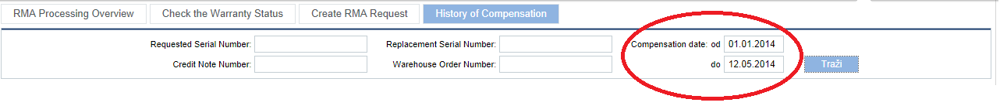 RMA Processing Overview Check the Warranty Status Create RMA Request History of Compensation
Requested Serial Number: Replacement Serial Number: Compensation date: od 01.01.2014
Credit Note Number: Warehouse Order Number: do 12.05.2014 Traži